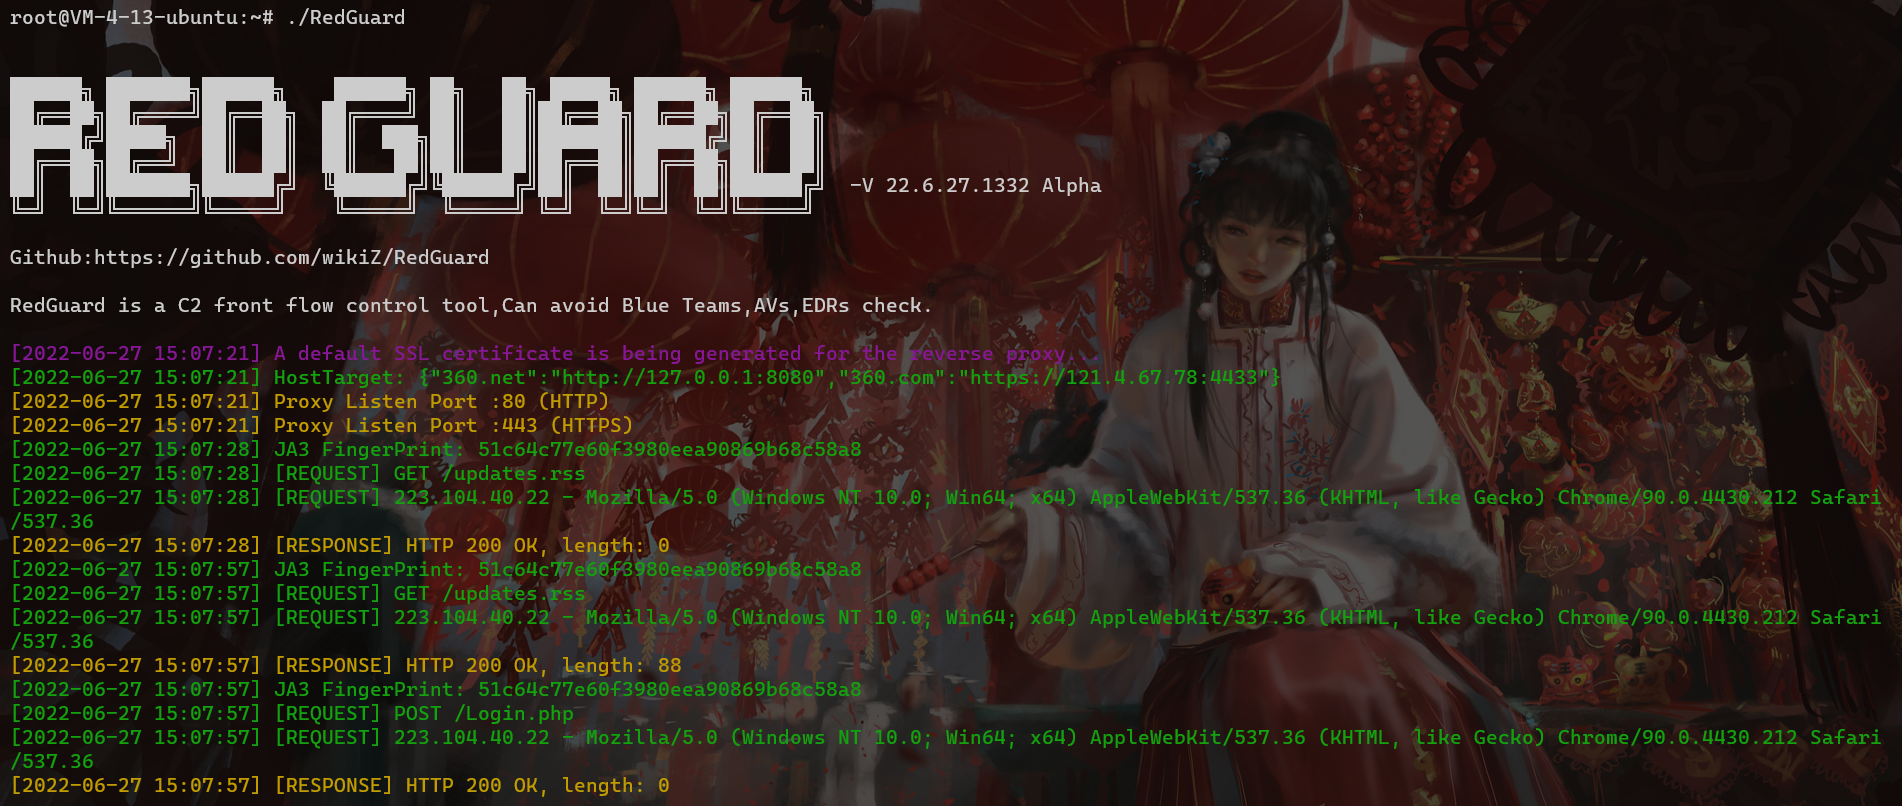 root@VM-4-13-ubuntu:~# ./RedGuard
RED GUARD
-V 22.6.27.1332 Alpha
Github:https://github.com/wikiZ/RedGuard
RedGuard is a C2 front flow control tool,Can avoid Blue Teams,AVs,EDRs check.
[2022-06-27 15:07:21] A default SSL certificate is being generated for the reverse proxy...
[2022-06-27 15:07:21] HostTarget: {"360.net":"http://127.0.0.1:8080","360.com":"https://121.4.67.78:4433"}
[2022-06-27 15:07:21] Proxy Listen Port :80 (HTTP)
[2022-06-27 15:07:21] Proxy Listen Port :443 (HTTPS)
[2022-06-27 15:07:28] JA3 FingerPrint: 51c64c77e60f3980eea90869b68c58a8
[2022-06-27 15:07:28] [REQUEST] GET /updates.rss
[2022-06-27 15:07:28] [REQUEST] 223.104.40.22 - Mozilla/5.0 (Windows NT 10.0; Win64; x64) AppleWebKit/537.36 (KHTML, like Gecko) Chrome/90.0.4430.212 Safari
/537.36
[2022-06-27 15:07:28] [RESPONSE] HTTP 200 OK, length: 0
[2022-06-27 15:07:57] JA3 FingerPrint: 51c64c77e60f3980eea90869b68c58a8
[2022-06-27 15:07:57] [REQUEST] GET /updates.rss
[2022-06-27 15:07:57] [REQUEST] 223.104.40.22 - Mozilla/5.0 (Windows NT 10.0; Win64; x64) AppleWebKit/537.36 (KHTML, like Gecko) Chrome/90.0.4430.212 Safari
/537.36
[2022-06-27 15:07:57] [RESPONSE] HTTP 200 OK, length: 88
[2022-06-27 15:07:57] JA3 FingerPrint: 51c64c77e60f3980eea90869b68c58a8
[2022-06-27 15:07:57] [REQUEST] POST /Login.php
[2022-06-27 15:07:57] [REQUEST] 223.104.40.22 - Mozilla/5.0 (Windows NT 10.0; Win64; x64) AppleWebKit/537.36 (KHTML, like Gecko) Chrome/90.0.4430.212 Safari
/537.36
[2022-06-27 15:07:57] [RESPONSE] HTTP 200 OK, length: 0